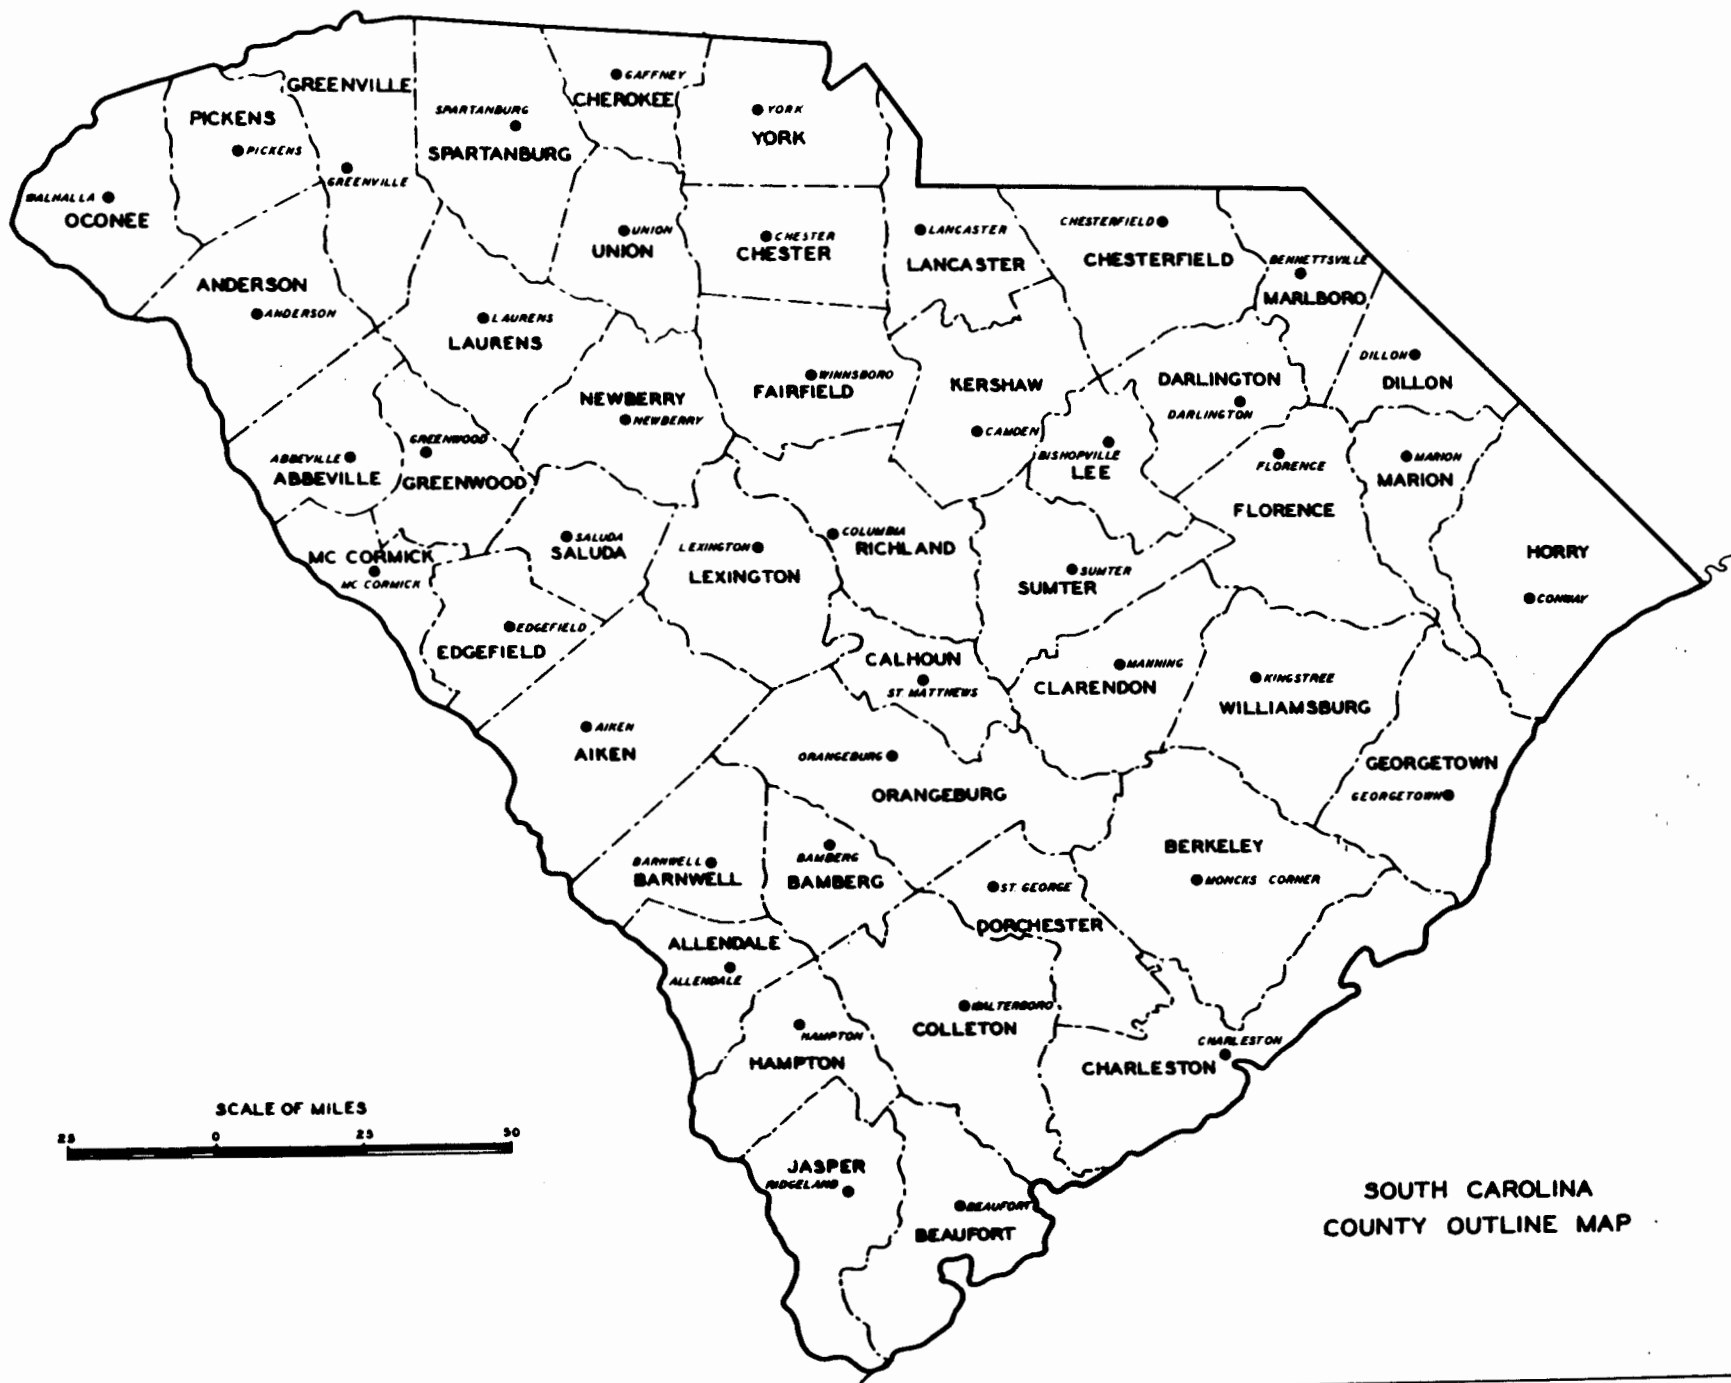 GAFFNEY
GREENVILLE
CHEROKEE
SPARTANBURG
YORK
PICKENS
YORK
PICKENS
SPARTANBURG
GREENVILLE
WALHALLA
OCONEE
UNION
UNION
CHESTER
CHESTER
LANCASTER
LANCASTER
CHESTERFIELD
CHESTERFIELD
BENNETTSVILLE
MARLBORO
ANDERSON
ANDERSON
LAURENS
LAURENS
DILLON
DILLON
WINNSBORO
FAIRFIELD
KERSHAW
DARLINGTON
DARLINGTON
NEWBERRY
NEWBERRY
CAMDEN
GREENWOOD
GREENWOOD
ABBEVILLE
ABBEVILLE
BISHOPVILLE
LEE
FLORENCE
FLORENCE
MARION
MARION
SALUDA
SALUDA
LEXINGTON
LEXINGTON
COLUMBIA
RICHLAND
MC CORMICK
MC CORMICK
SUMTER
SUMTER
HORRY
CONWAY
EDGEFIELD
EDGEFIELD
CALHOUN
ST. MATTHEWS
MANNING
CLARENDON
KINGSTREE
WILLIAMSBURG
AIKEN
AIKEN
ORANGEBURG
ORANGEBURG
GEORGETOWN
GEORGETOWN
BARNWELL
BARNWELL
BAMBERG
BAMBERG
BERKELEY
MONCKS CORNER
ST. GEORGE
DORCHESTER
ALLENDALE
ALLENDALE
HAMPTON
HAMPTON
WALTERBORO
COLLETON
CHARLESTON
CHARLESTON
SCALE OF MILES
25 0 25 50
JASPER
RIDGELAND
BEAUFORT
BEAUFORT
SOUTH CAROLINA
COUNTY OUTLINE MAP